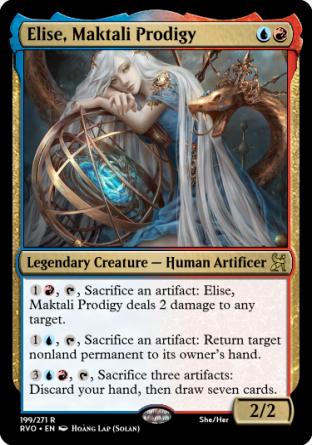 Elise, Maktali Prodigy
Legendary Creature — Human Artificer
1, , Sacrifice an artifact: Elise,
Maktali Prodigy deals 2 damage to any
target.
1, , Sacrifice an artifact: Return target
nonland permanent to its owner's hand.
3, , Sacrifice three artifacts:
Discard your hand, then draw seven cards.
2/2
199/271 R
RVO • EN Hoàng Lap (Solan)
She/Her